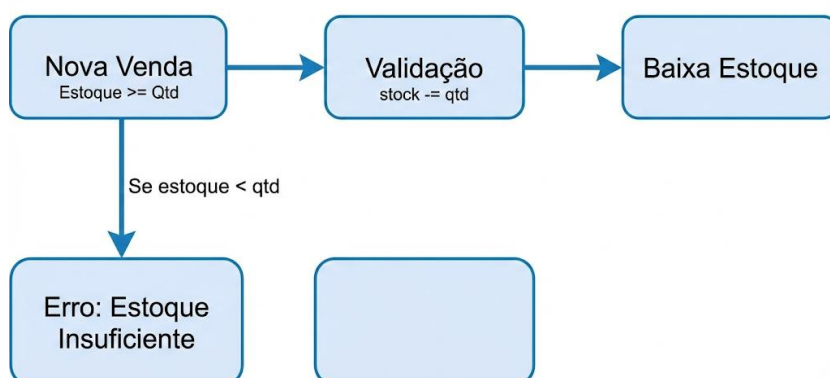 Nova Venda
Estoque >= Qtd
Validação
stock -= qtd
Baixa Estoque
Se estoque < qtd
Erro: Estoque
Insuficiente